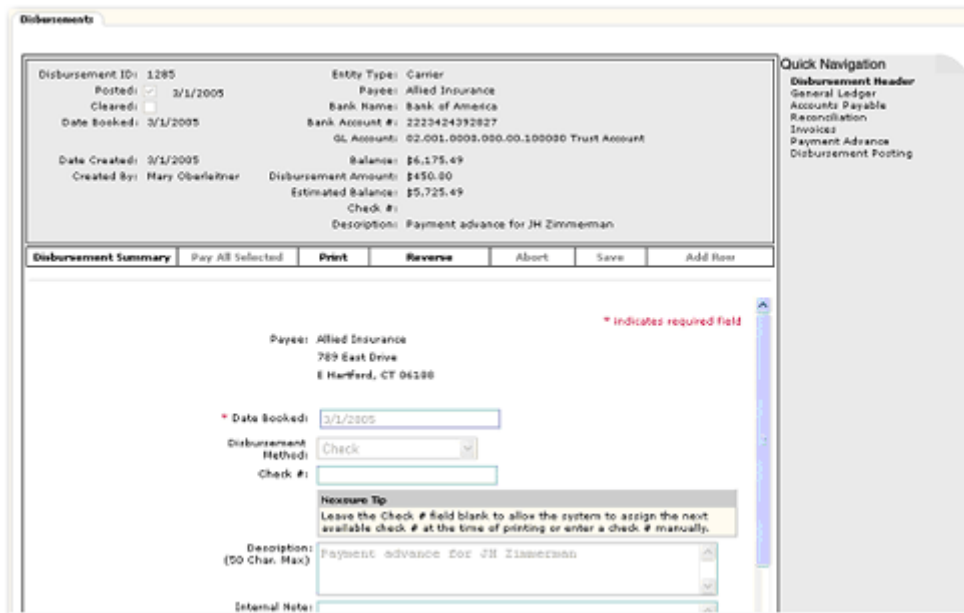 Disbursements
Disbursement ID: 1285
Posted: 3/1/2005
Cleared:
Date Booked: 3/1/2005
Date Created: 3/1/2005
Created By: Mary Oberleitner
Entity Type: Carrier
Payee: Allied Insurance
Bank Name: Bank of America
Bank Account #: 2223424392827
GL Account: 02.001.0000.000.00.100000 Trust Account
Balance: $6,175.49
Disbursement Amount: $450.00
Estimated Balance: $5,725.49
Check #:
Description: Payment advance for JH Zimmerman
Quick Navigation
Disbursement Header
General Ledger
Accounts Payable
Reconciliation
Invoices
Payment Advance
Disbursement Posting
Disbursement Summary Pay All Selected Print Reverse Abort Save Add Row
* indicates required field
Payee: Allied Insurance
789 East Drive
E Hartford, CT 06108
* Date Booked: 3/1/2005
Disbursement
Method: Check
Check #:
Nexsure Tip
Leave the Check # field blank to allow the system to assign the next
available check # at the time of printing or enter a check # manually.
Description:
(50 Char. Max)
Payment advance for JH Zimmerman
Internal Note: